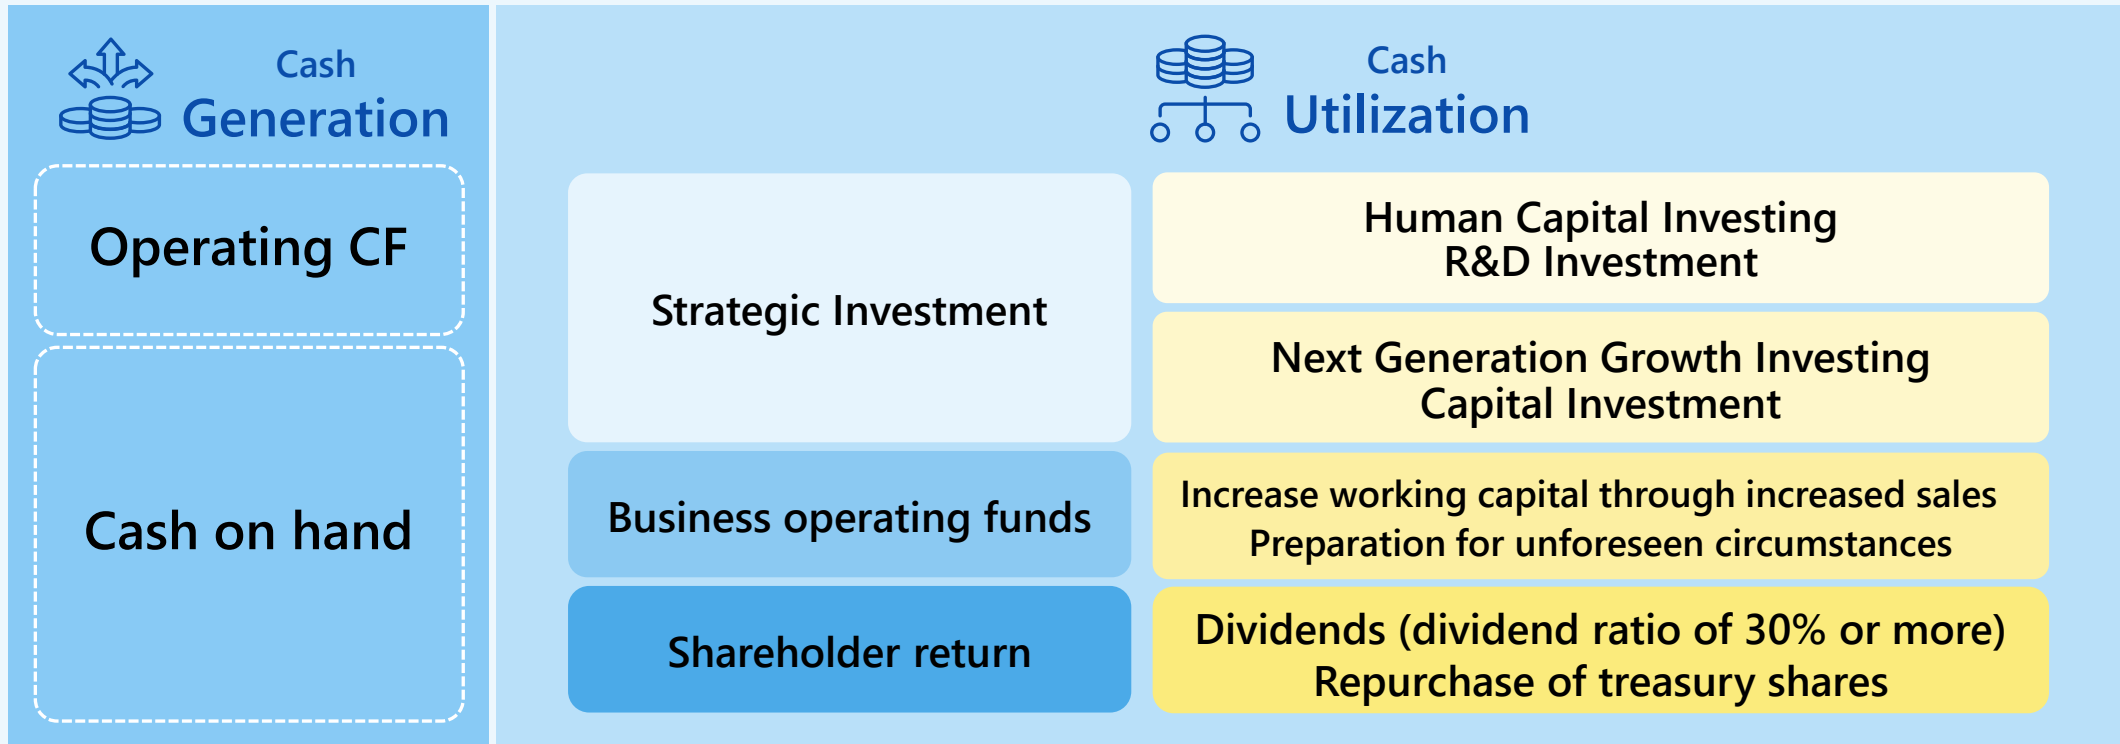 Cash
Generation
Operating CF
Cash on hand
Cash
Utilization
Strategic Investment
Human Capital Investing
R&D Investment
Next Generation Growth Investing
Capital Investment
Business operating funds
Increase working capital through increased sales
Preparation for unforeseen circumstances
Shareholder return
Dividends (dividend ratio of 30% or more)
Repurchase of treasury shares